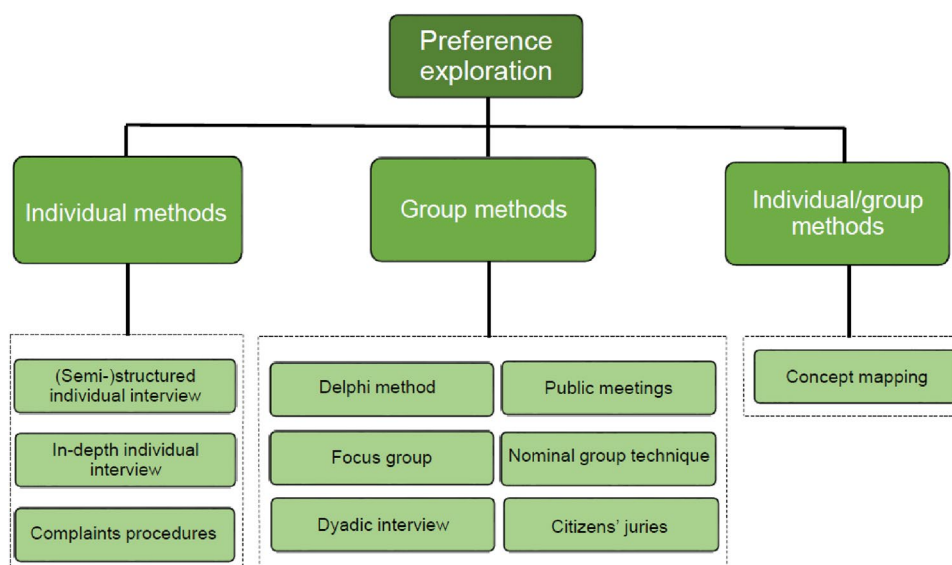 Preference
exploration
Individual methods
Group methods
Individual/group
methods
(Semi-)structured
individual interview
In-depth individual
interview
Complaints procedures
Delphi method
Public meetings
Focus group
Nominal group technique
Dyadic interview
Citizens’ juries
Concept mapping